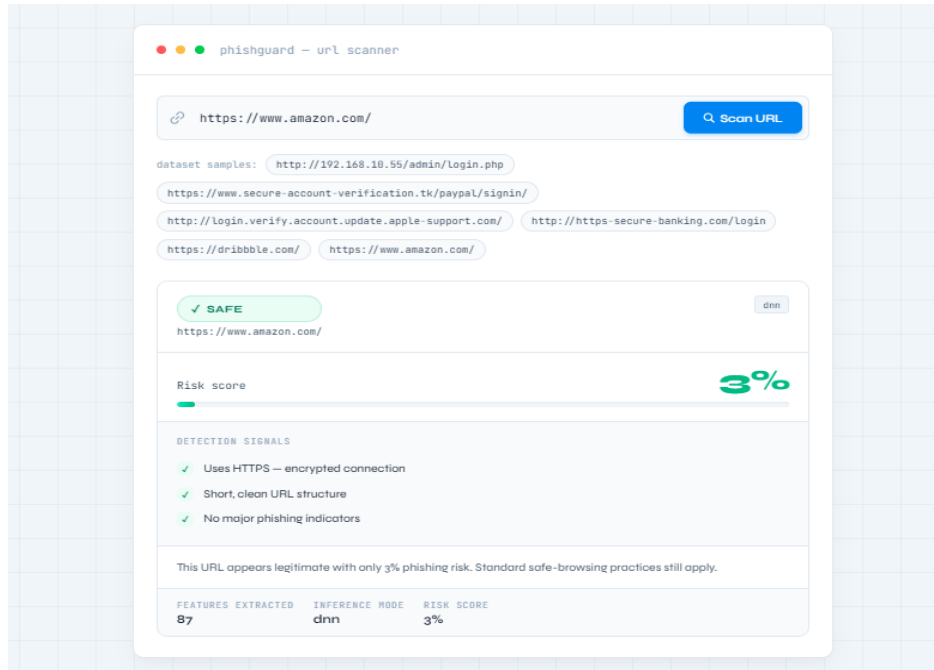 phishguard — url scanner
https://www.amazon.com/
Scan URL
dataset samples: http://192.168.10.55/admin/login.php
https://www.secure-account-verification.tk/paypal/signin/
http://login.verify.account.update.apple-support.com/ http://https-secure-banking.com/login
https://dribbble.com/ https://www.amazon.com/
✓ SAFE
dnn
https://www.amazon.com/
Risk score
3%
DETECTION SIGNALS
✓ Uses HTTPS — encrypted connection
✓ Short, clean URL structure
✓ No major phishing indicators
This URL appears legitimate with only 3% phishing risk. Standard safe-browsing practices still apply.
FEATURES EXTRACTED INFERENCE MODE RISK SCORE
87 dnn 3%